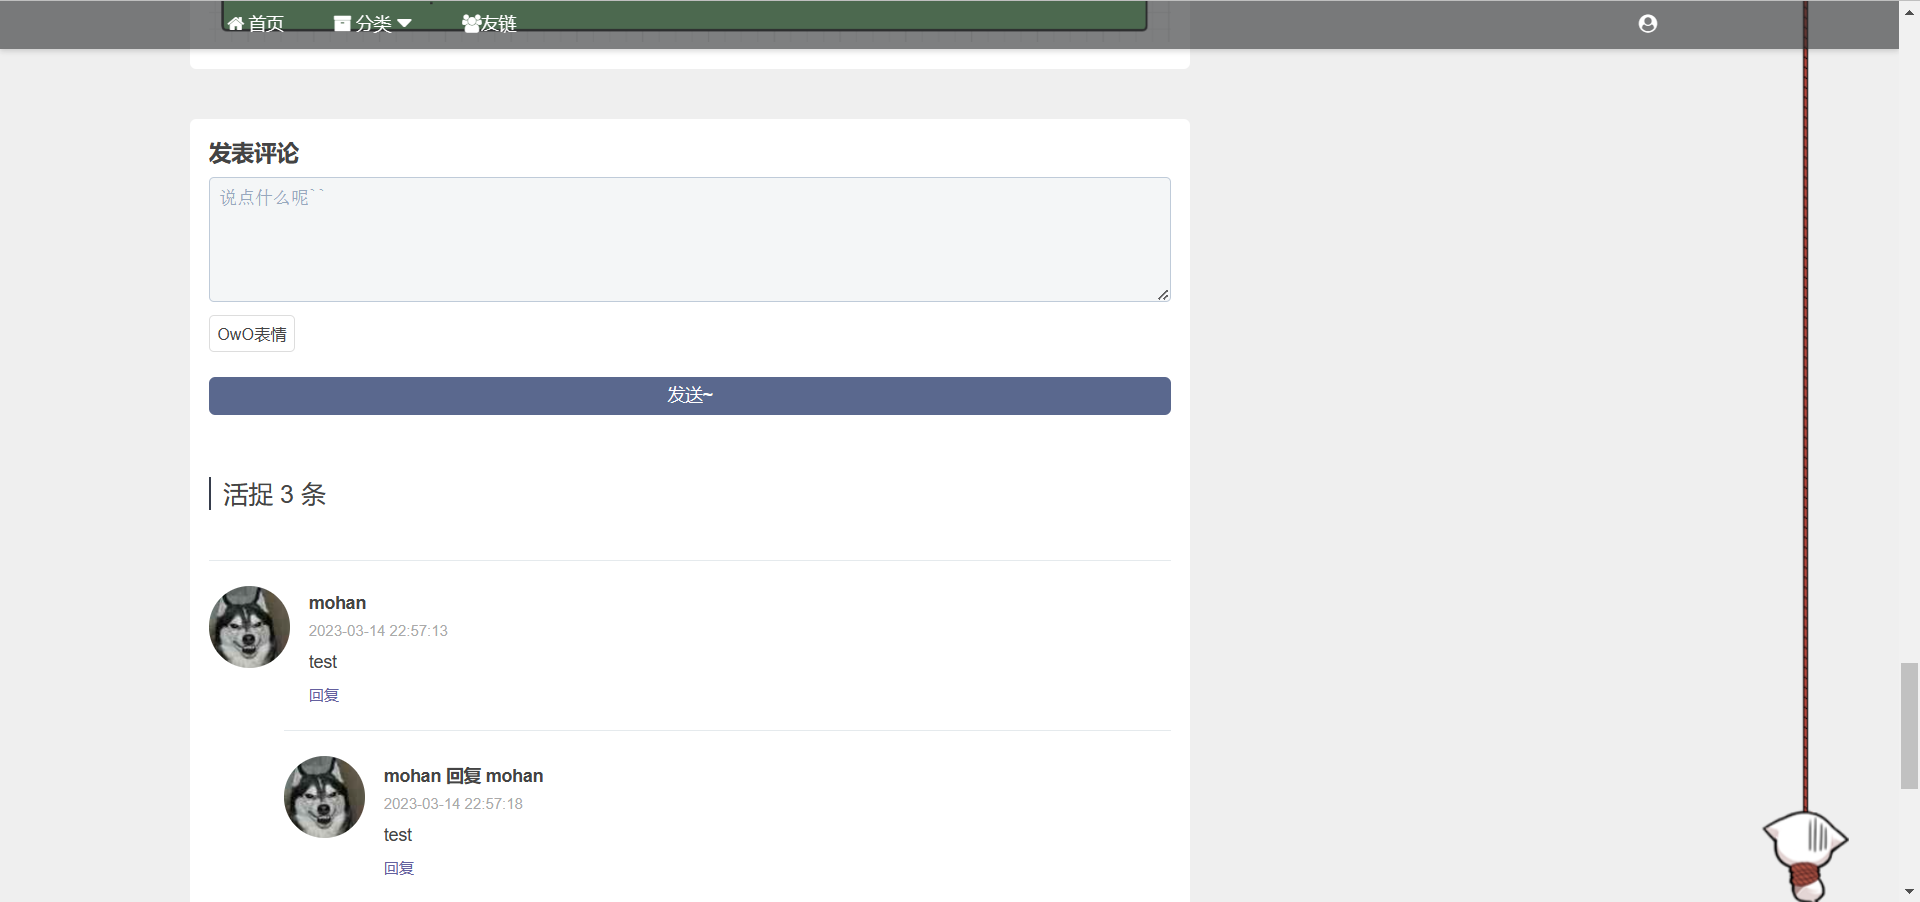 首页 分类 友链
发表评论
说点什么呢``
OwO表情
发送~
活捉 3 条
mohan
2023-03-14 22:57:13
test
回复
mohan 回复 mohan
2023-03-14 22:57:18
test
回复